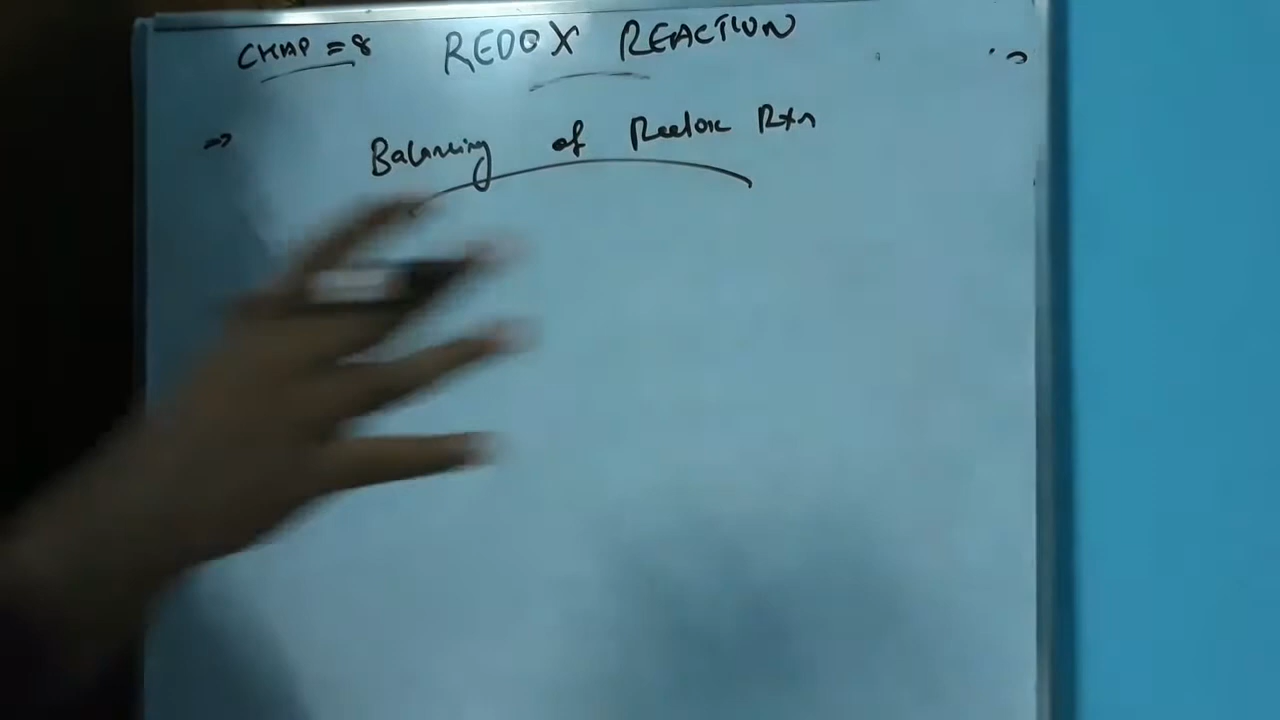 CHAP = 8 REDOX REACTION
⇒ Balancing of Redox Rxn